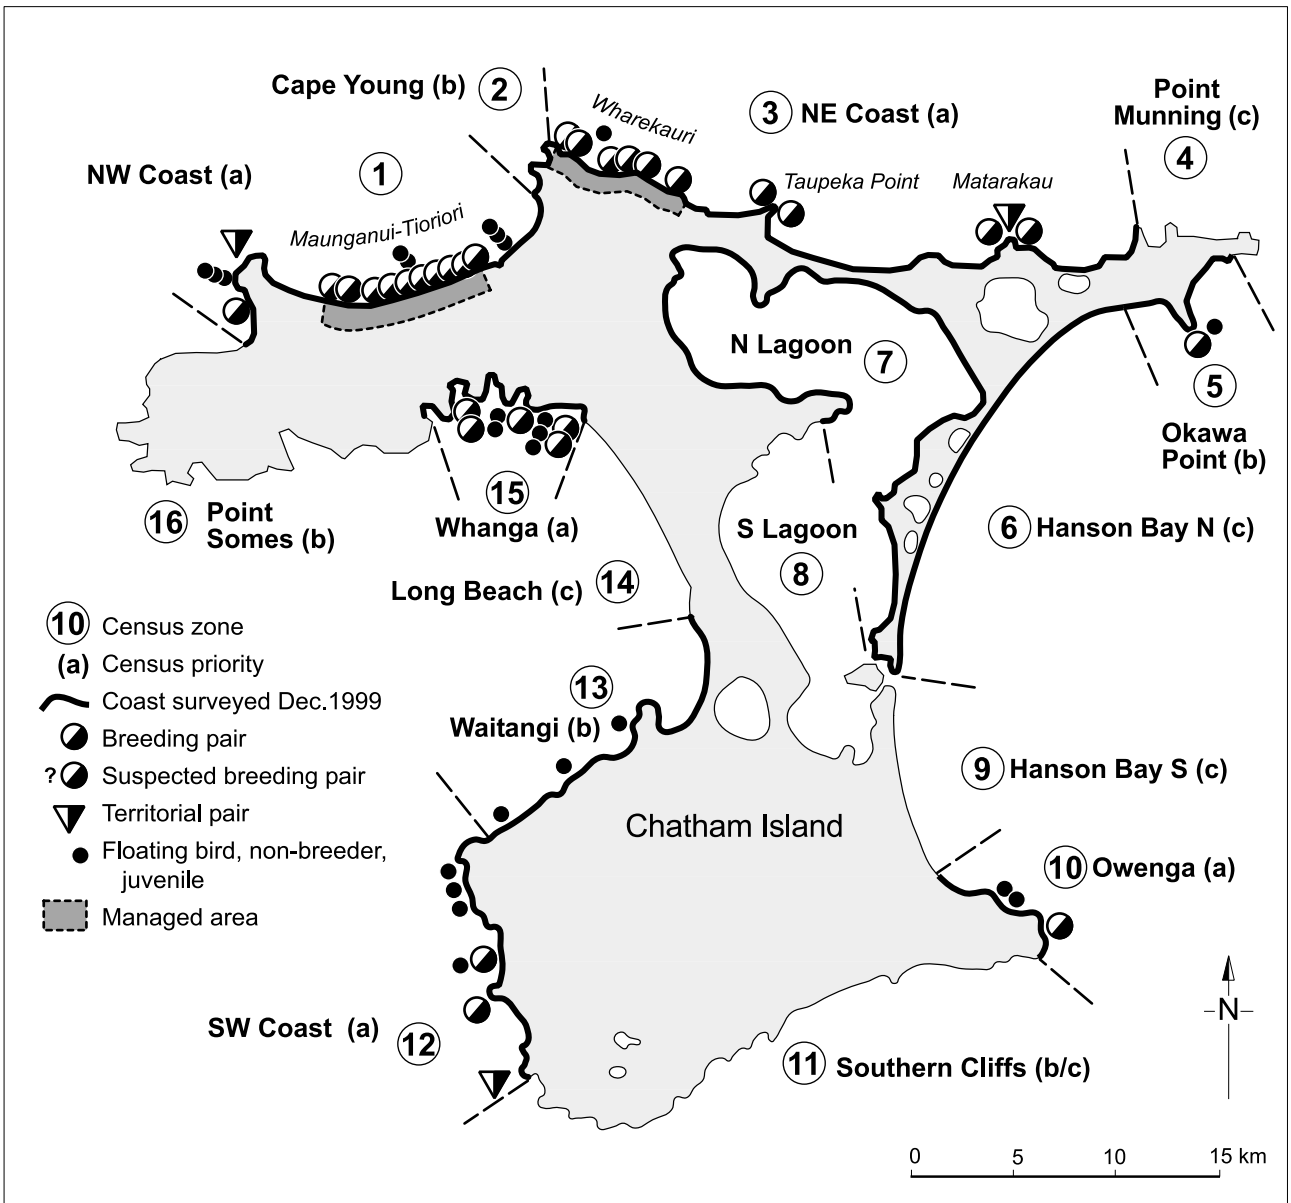 Cape Young (b) 2
Wharekauri
3 NE Coast (a)
Point
Munning (c)
4
NW Coast (a)
1
Maunganui-Tioriori
Taupeka Point
Matarakau
N Lagoon 7
5
Okawa
Point (b)
16 Point
Somes (b)
15
Whanga (a)
S Lagoon
8
6 Hanson Bay N (c)
Long Beach (c) 14
10 Census zone
(a) Census priority
Coast surveyed Dec.1999
Breeding pair
? Suspected breeding pair
Territorial pair
Floating bird, non-breeder,
juvenile
Managed area
13
Waitangi (b)
9 Hanson Bay S (c)
Chatham Island
10 Owenga (a)
SW Coast (a)
12
11 Southern Cliffs (b/c)
N
0 5 10 15 km